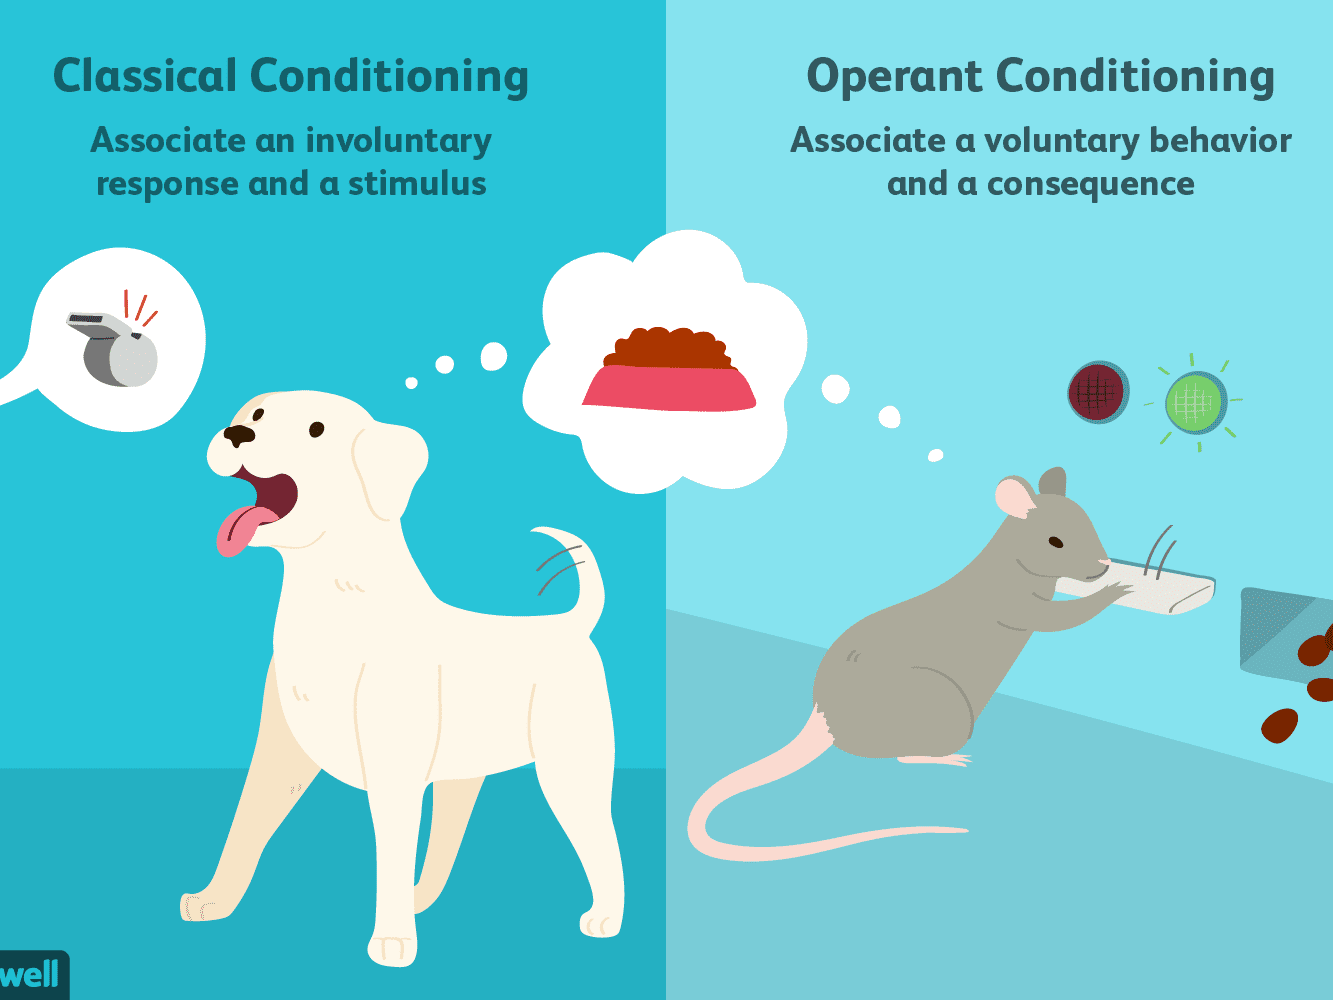 Classical Conditioning
Associate an involuntary
response and a stimulus
Operant Conditioning
Associate a voluntary behavior
and a consequence
well